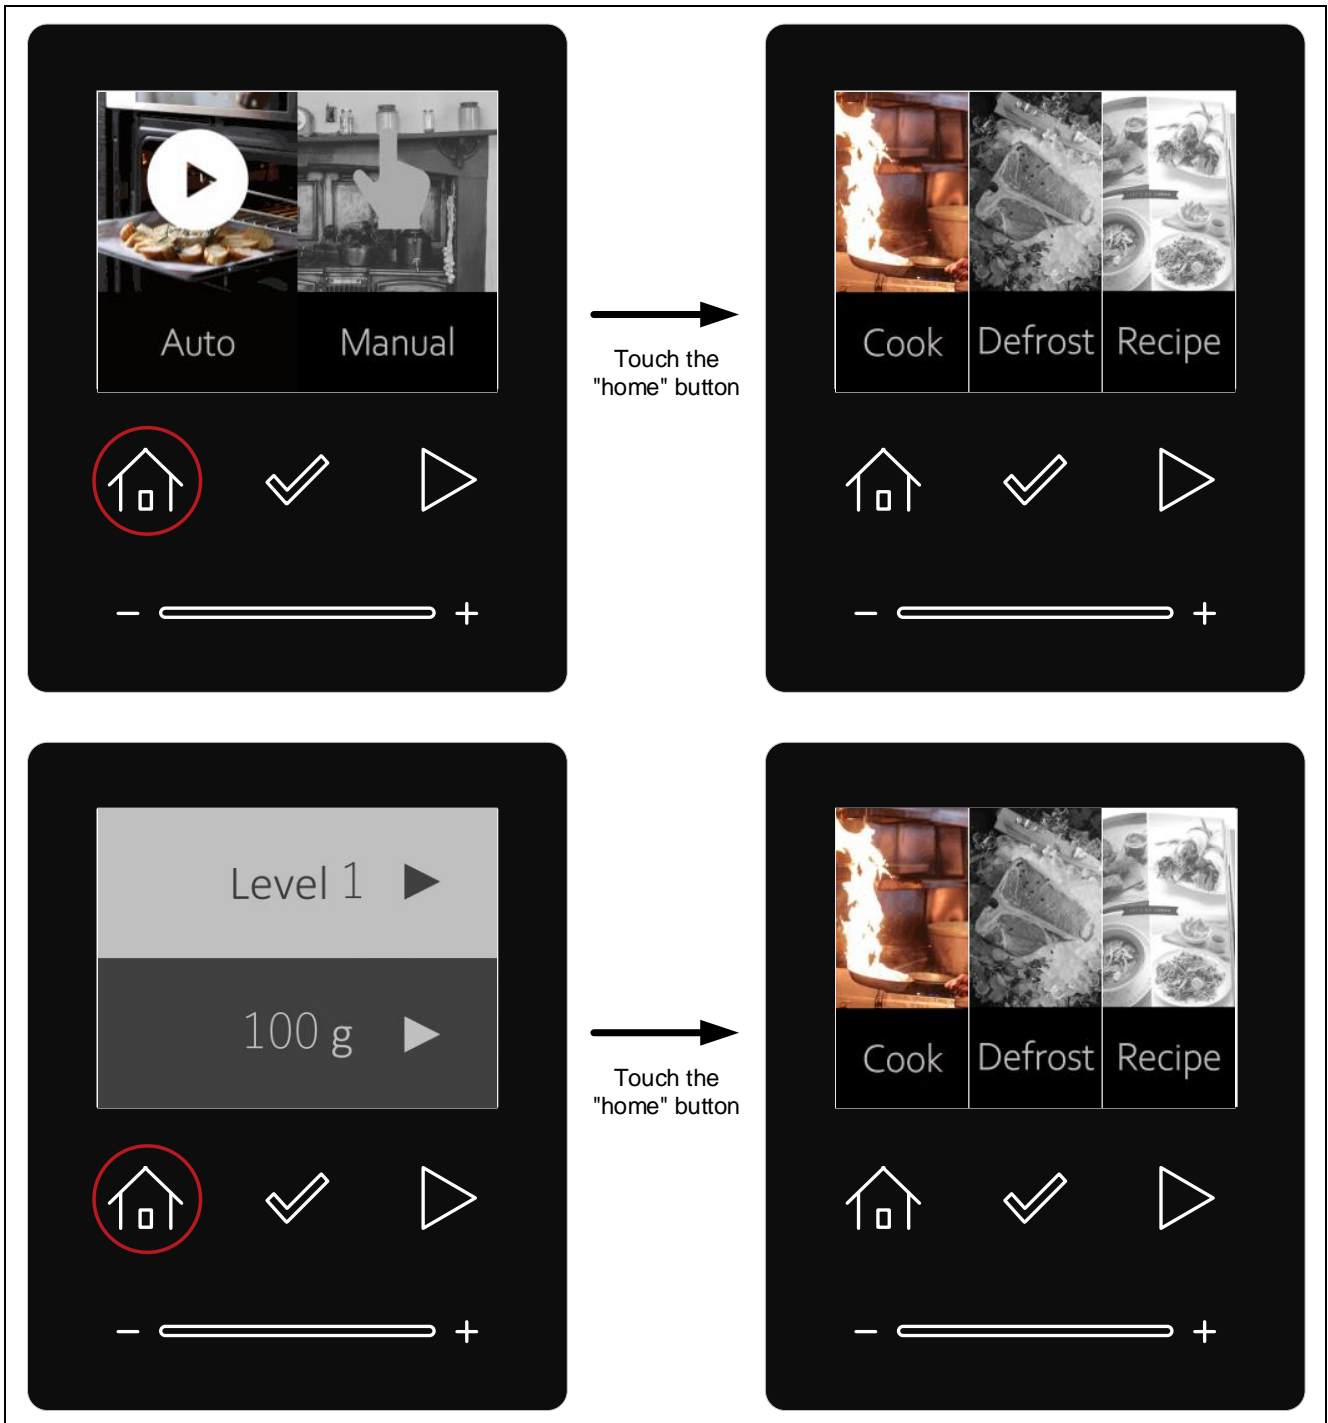 Auto Manual
Touch the
"home" button
Cook Defrost Recipe
− +
− +
Level 1
100 g
Touch the
"home" button
Cook Defrost Recipe
− +
− +